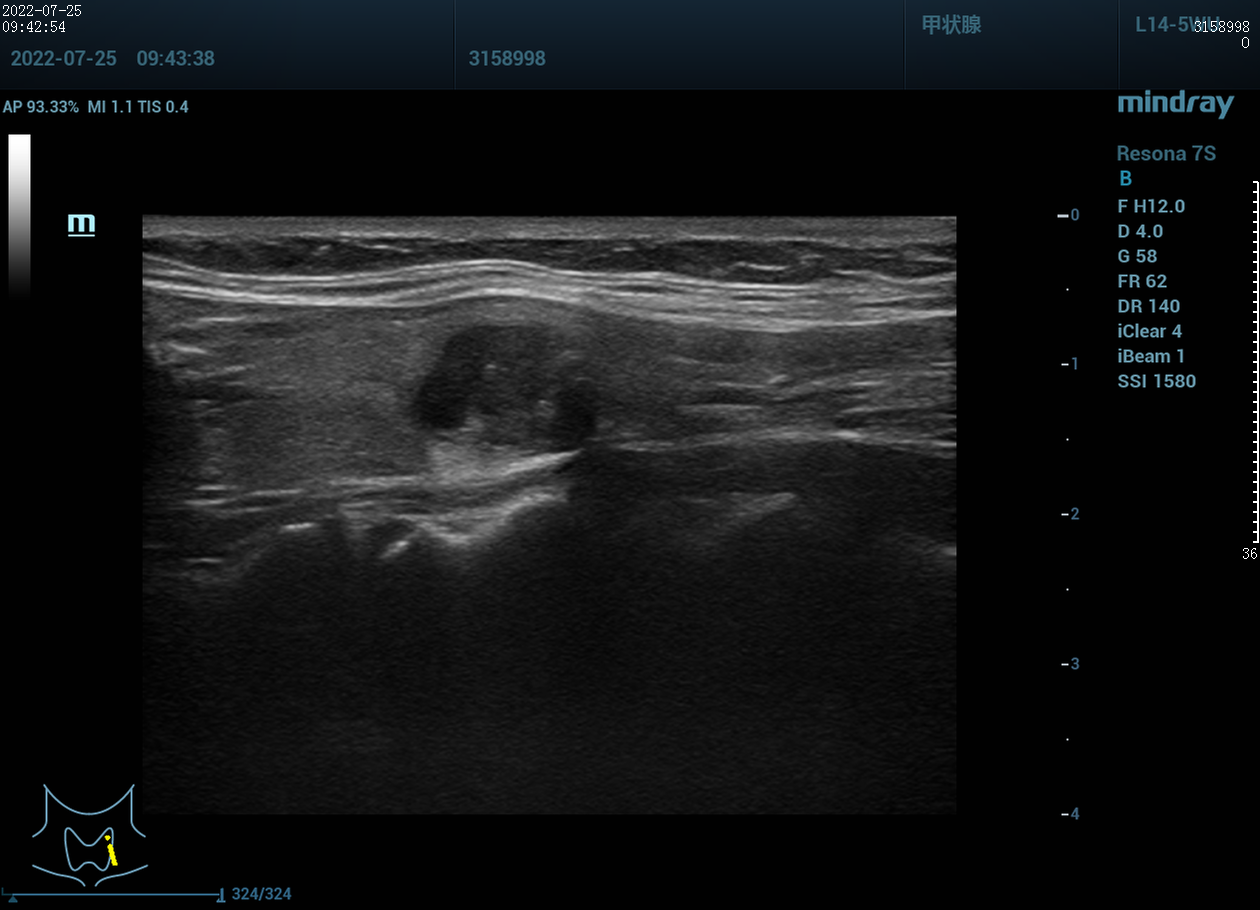 2022-07-25
09:42:54
2022-07-25 09:43:38
3158998
甲状腺
L14-5WU
3158998
0
AP 93.33% MI 1.1 TIS 0.4
mindray
Resona 7S
B
F H12.0
D 4.0
G 58
FR 62
DR 140
iClear 4
iBeam 1
SSI 1580
m
0
1
2
3
4
36
324/324